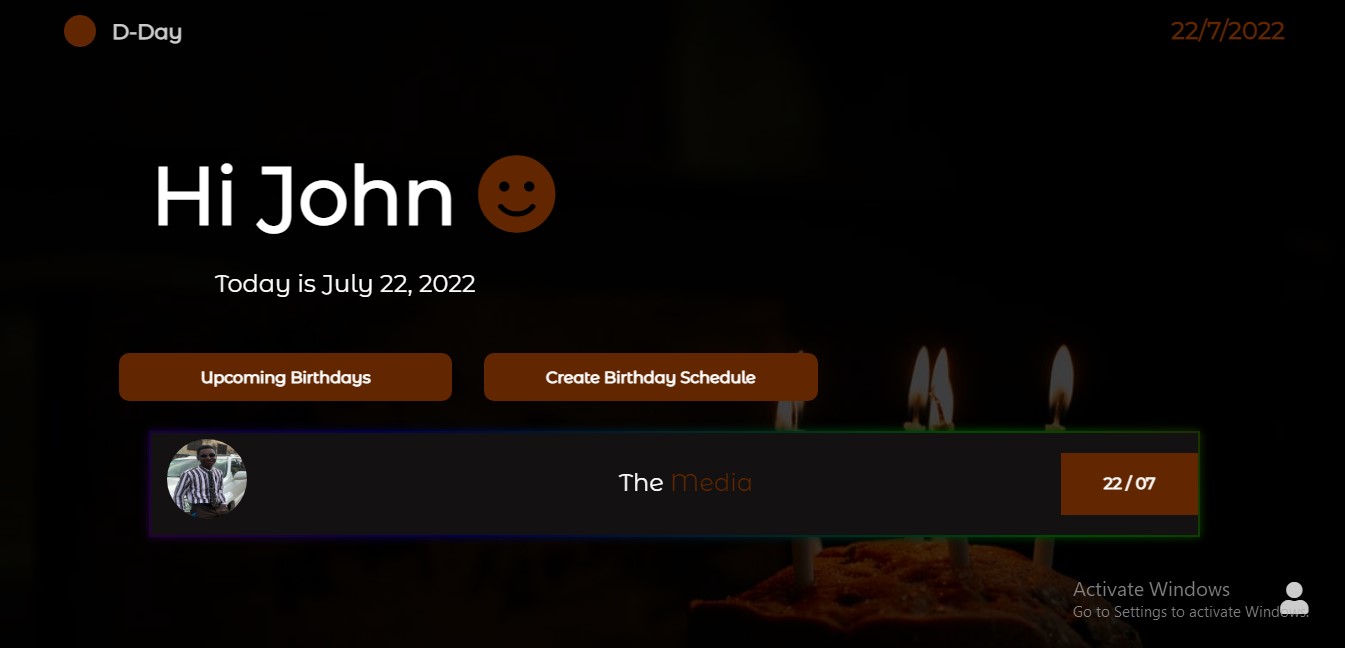 D-Day
22/7/2022
Hi John
Today is July 22, 2022
Upcoming Birthdays
Create Birthday Schedule
The Media
22 / 07
Activate Windows
Go to Settings to activate Windows.